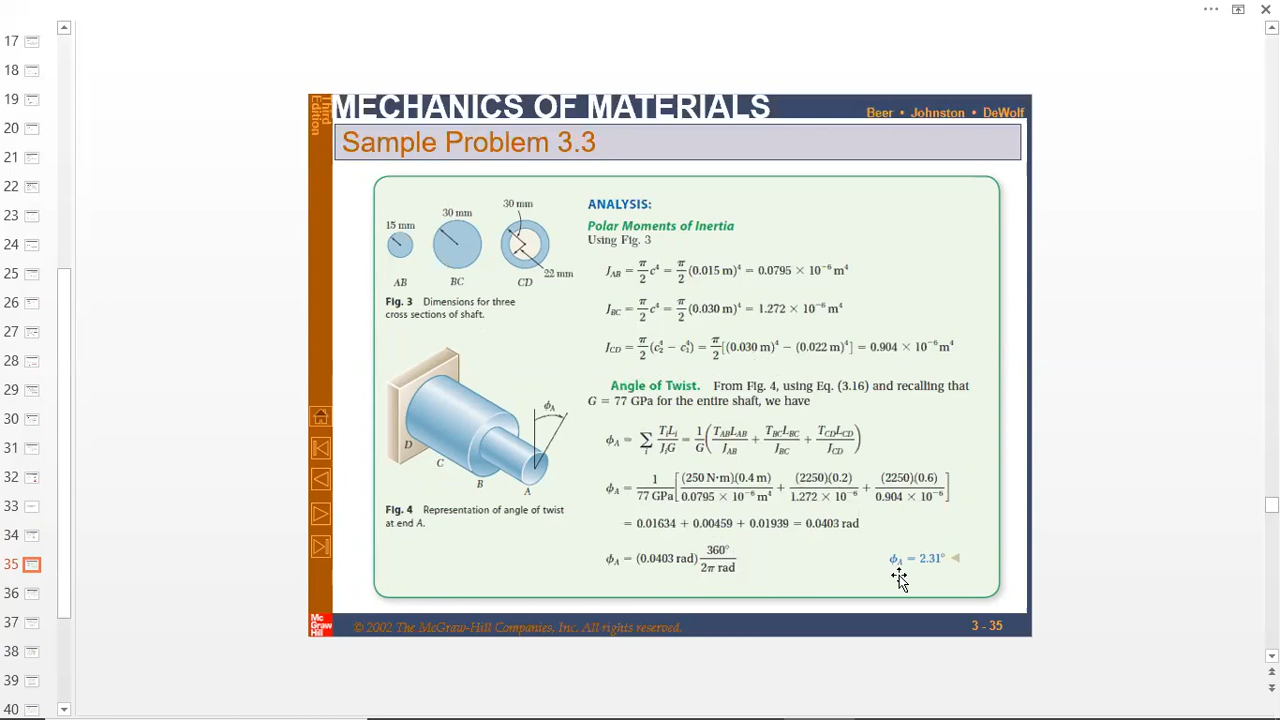 17
18
19
20
21
22
23
24
25
26
27
28
29
30
31
32
33
34
35
36
37
38
39
40
Third Edition
MECHANICS OF MATERIALS
Beer • Johnston • DeWolf
Sample Problem 3.3
15 mm
30 mm
30 mm
22 mm
AB
BC
CD
Fig. 3 Dimensions for three
cross sections of shaft.
D
C
B
A
ϕA
Fig. 4 Representation of angle of twist
at end A.
ANALYSIS:
Polar Moments of Inertia
Using Fig. 3
J_AB = π/2 c⁴ = π/2 (0.015 m)⁴ = 0.0795 × 10⁻⁶ m⁴
J_BC = π/2 c⁴ = π/2 (0.030 m)⁴ = 1.272 × 10⁻⁶ m⁴
J_CD = π/2 (c₂⁴ − c₁⁴) = π/2 [(0.030 m)⁴ − (0.022 m)⁴] = 0.904 × 10⁻⁶ m⁴
Angle of Twist. From Fig. 4, using Eq. (3.16) and recalling that
G = 77 GPa for the entire shaft, we have
ϕ_A = Σ_i T_iL_i/J_iG = 1/G (T_AB L_AB/J_AB + T_BC L_BC/J_BC + T_CD L_CD/J_CD)
ϕ_A = 1/77 GPa [(250 N·m)(0.4 m)/0.0795 × 10⁻⁶ m⁴ + (2250)(0.2)/1.272 × 10⁻⁶ + (2250)(0.6)/0.904 × 10⁻⁶]
= 0.01634 + 0.00459 + 0.01939 = 0.0403 rad
ϕ_A = (0.0403 rad) 360°/2π rad
ϕ_A = 2.31°
Mc
Graw
Hill
© 2002 The McGraw-Hill Companies, Inc. All rights reserved.
3 - 35